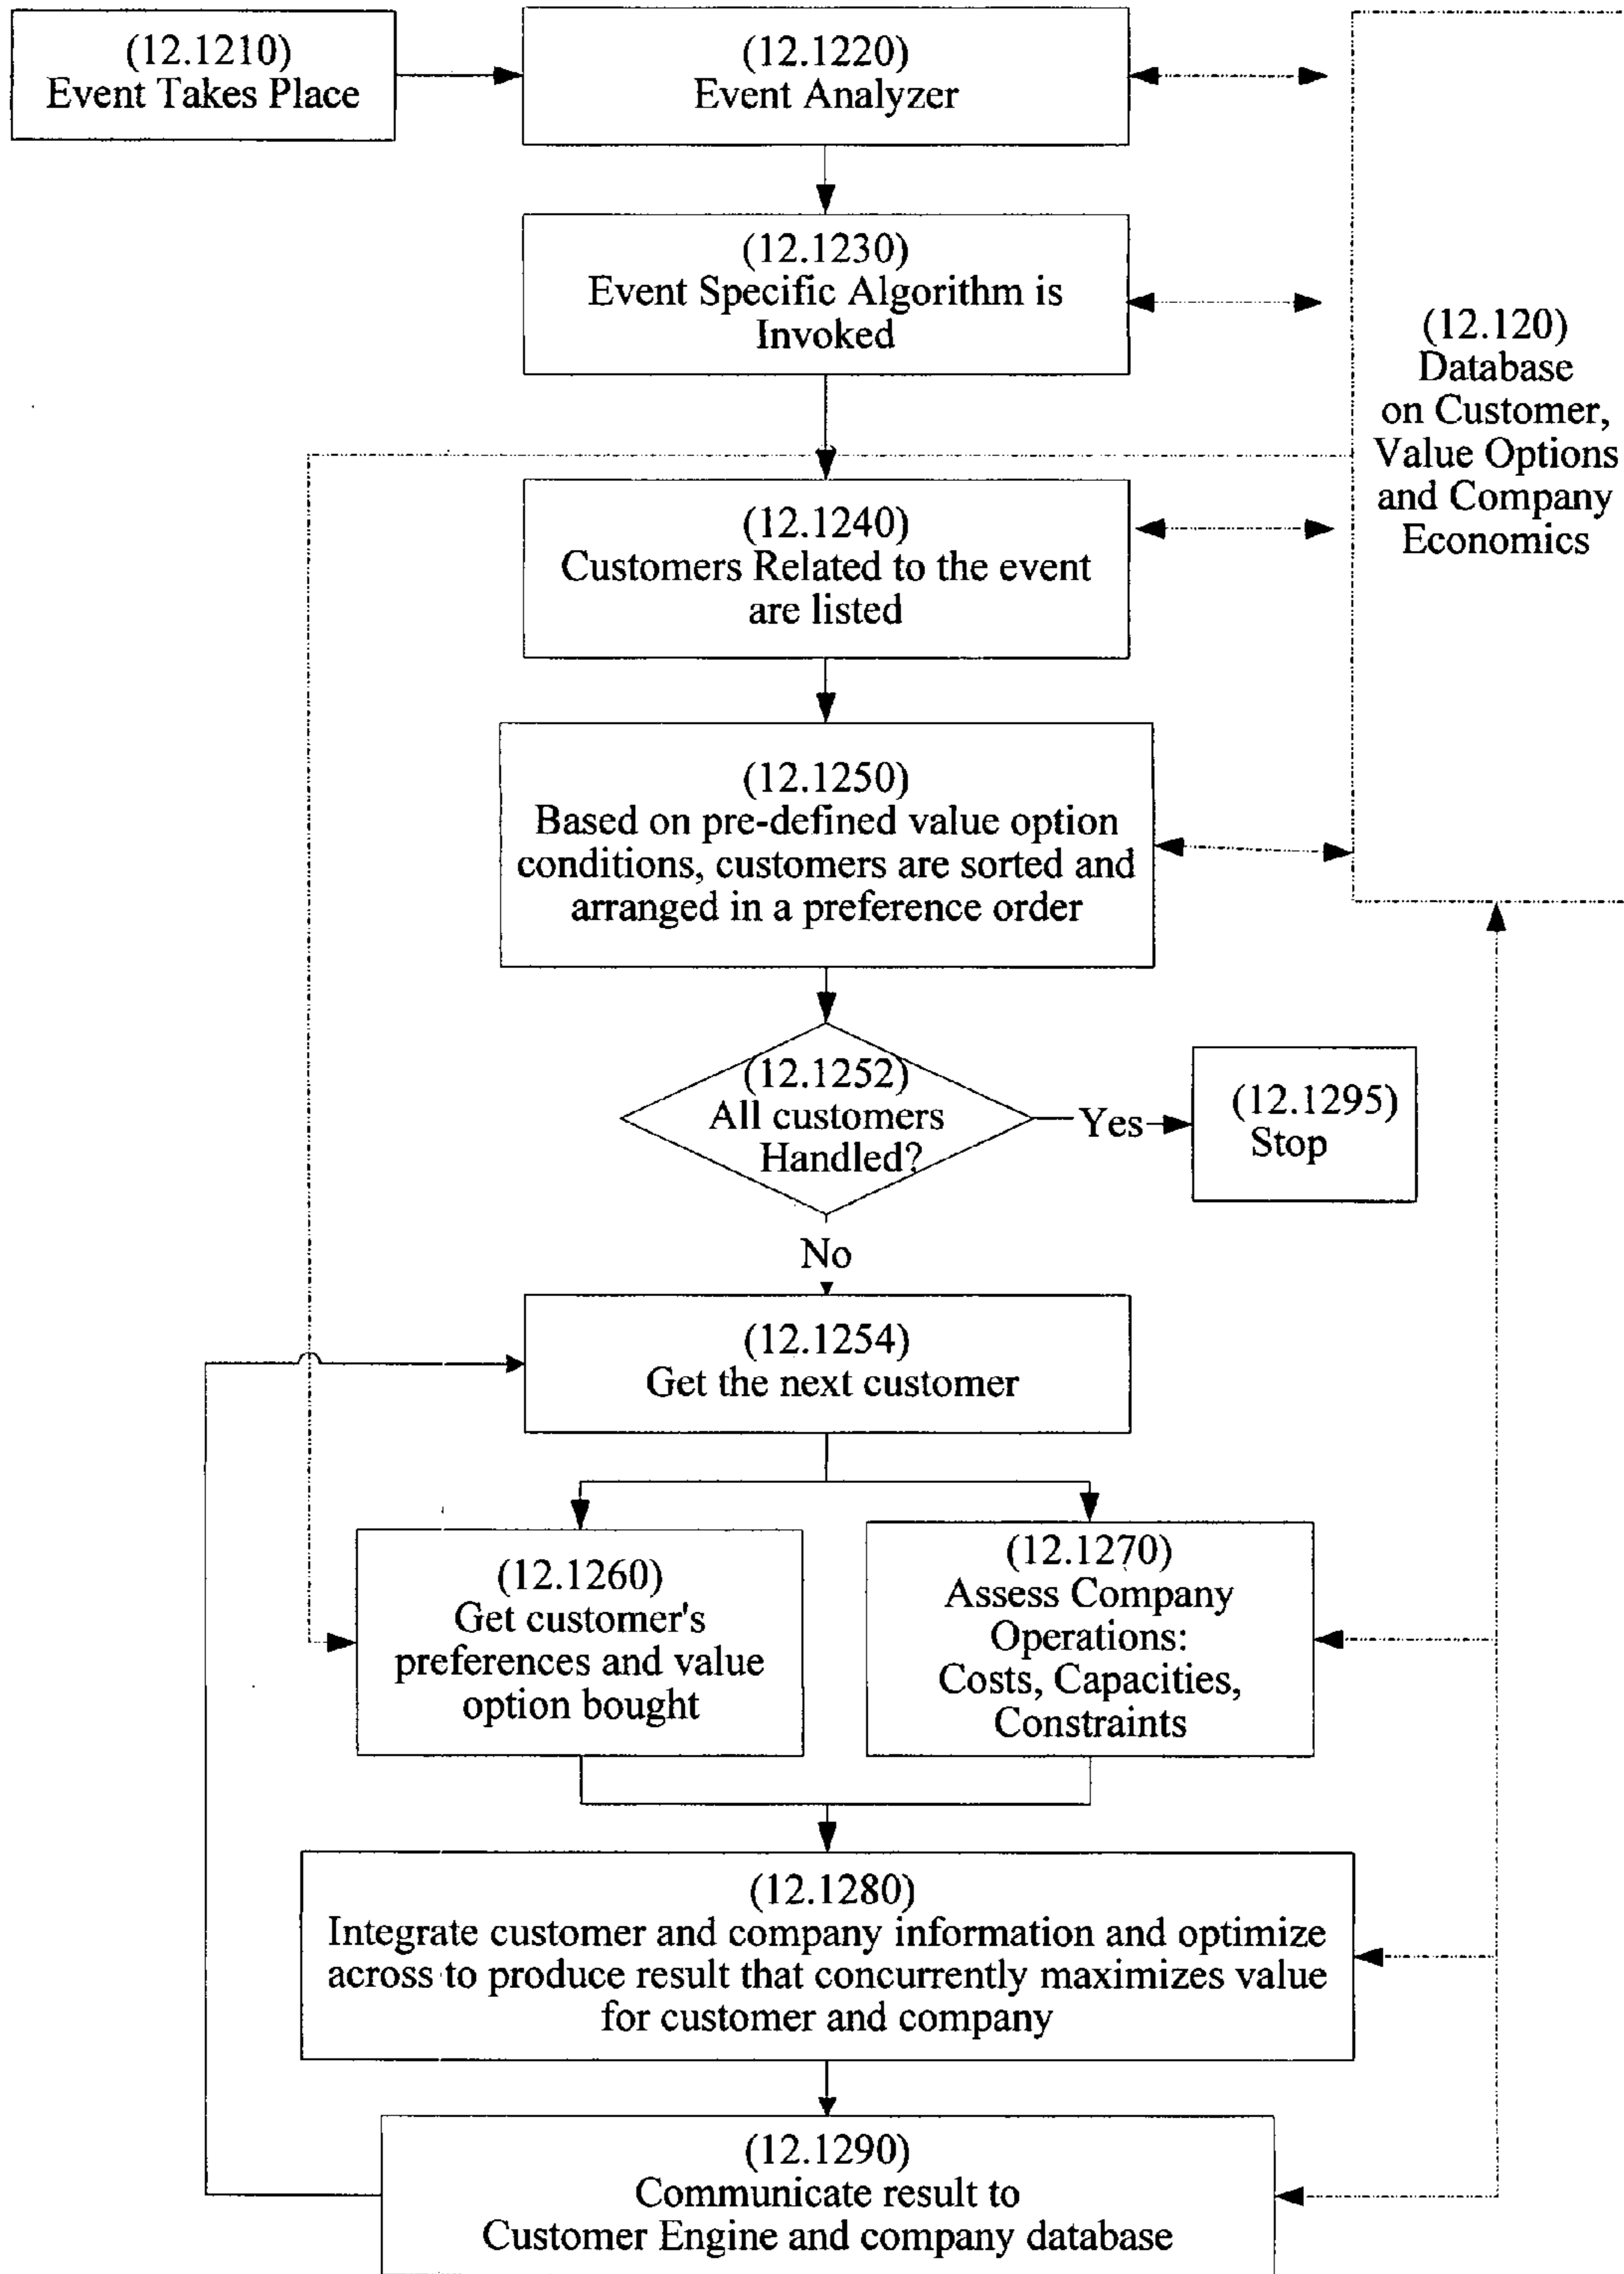 (12.1210)
Event Takes Place
(12.1220)
Event Analyzer
(12.1230)
Event Specific Algorithm is
Invoked
(12.120)
Database
on Customer,
Value Options
and Company
Economics
(12.1240)
Customers Related to the event
are listed
(12.1250)
Based on pre-defined value option
conditions, customers are sorted and
arranged in a preference order
(12.1252)
All customers
Handled?
Yes
(12.1295)
Stop
No
(12.1254)
Get the next customer
(12.1260)
Get customer's
preferences and value
option bought
(12.1270)
Assess Company
Operations:
Costs, Capacities,
Constraints
(12.1280)
Integrate customer and company information and optimize
across to produce result that concurrently maximizes value
for customer and company
(12.1290)
Communicate result to
Customer Engine and company database